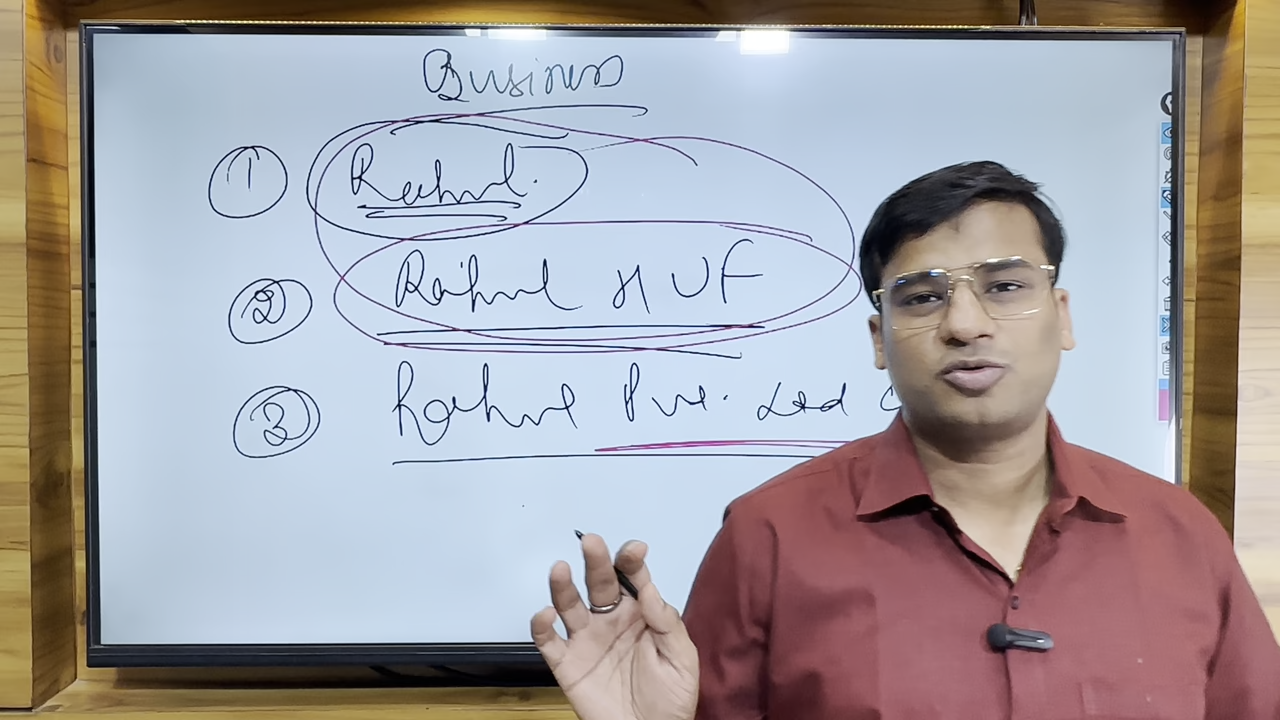 Business
① Rahul.
② Rahul HUF
③ Rahul Pvt. Ltd